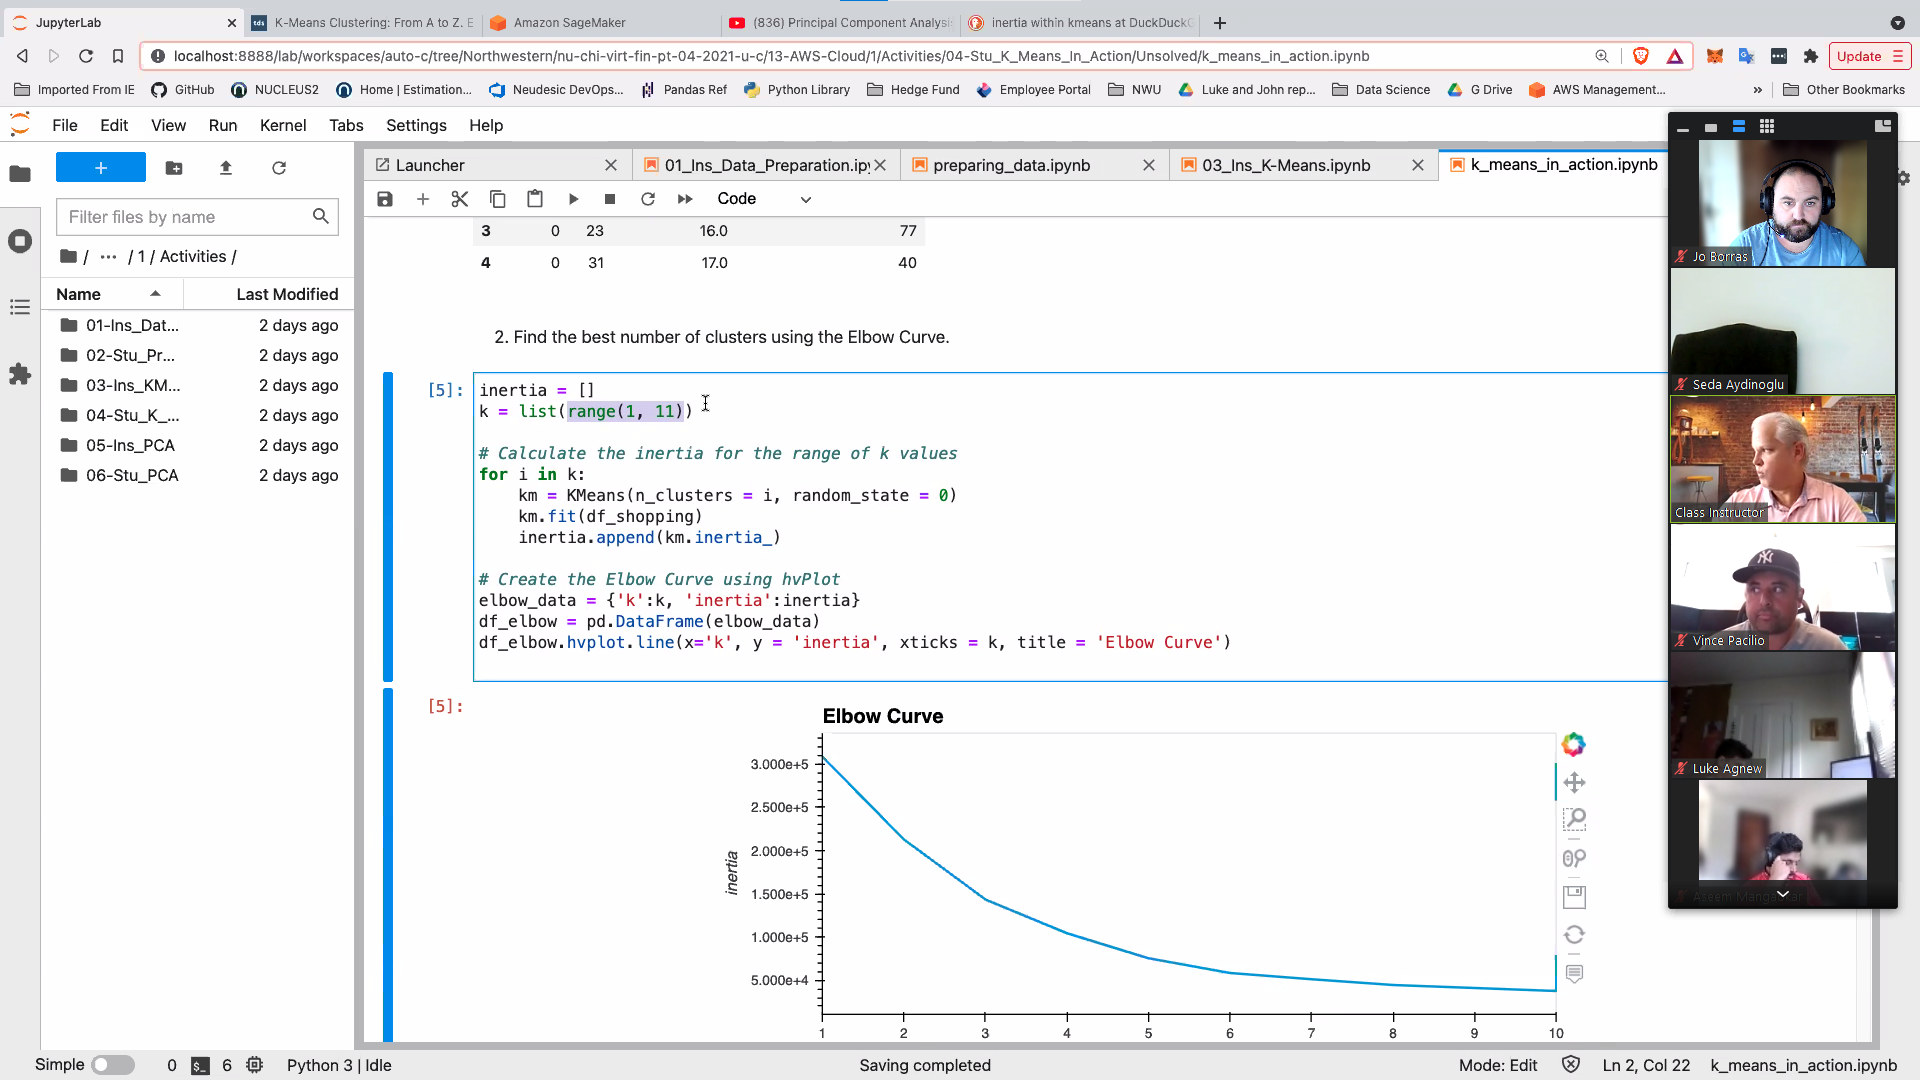 JupyterLab
K-Means Clustering: From A to Z. E
Amazon SageMaker
(836) Principal Component Analysi
inertia within kmeans at DuckDuckG
localhost:8888/lab/workspaces/auto-c/tree/Northwestern/nu-chi-virt-fin-pt-04-2021-u-c/13-AWS-Cloud/1/Activities/04-Stu_K_Means_In_Action/Unsolved/k_means_in_action.ipynb
Update
Imported From IE
GitHub
NUCLEUS2
Home | Estimation...
Neudesic DevOps...
Pandas Ref
Python Library
Hedge Fund
Employee Portal
NWU
Luke and John rep...
Data Science
G Drive
AWS Management...
»
Other Bookmarks
File Edit View Run Kernel Tabs Settings Help
Launcher
01_Ins_Data_Preparation.ip
preparing_data.ipynb
03_Ins_K-Means.ipynb
k_means_in_action.ipynb
Code
Filter files by name
/ ··· / 1 / Activities /
Name Last Modified
01-Ins_Dat... 2 days ago
02-Stu_Pr... 2 days ago
03-Ins_KM... 2 days ago
04-Stu_K_... 2 days ago
05-Ins_PCA 2 days ago
06-Stu_PCA 2 days ago
3 0 23 16.0 77
4 0 31 17.0 40
2. Find the best number of clusters using the Elbow Curve.
[5]:
inertia = []
k = list(range(1, 11))
# Calculate the inertia for the range of k values
for i in k:
    km = KMeans(n_clusters = i, random_state = 0)
    km.fit(df_shopping)
    inertia.append(km.inertia_)
# Create the Elbow Curve using hvPlot
elbow_data = {'k':k, 'inertia':inertia}
df_elbow = pd.DataFrame(elbow_data)
df_elbow.hvplot.line(x='k', y = 'inertia', xticks = k, title = 'Elbow Curve')
[5]:
Elbow Curve
inertia
3.000e+5
2.500e+5
2.000e+5
1.500e+5
1.000e+5
5.000e+4
1 2 3 4 5 6 7 8 9 10
Jo Borras
Seda Aydinoglu
Class Instructor
Vince Pacilio
Luke Agnew
Simple
0
6
Python 3 | Idle
Saving completed
Mode: Edit
Ln 2, Col 22
k_means_in_action.ipynb